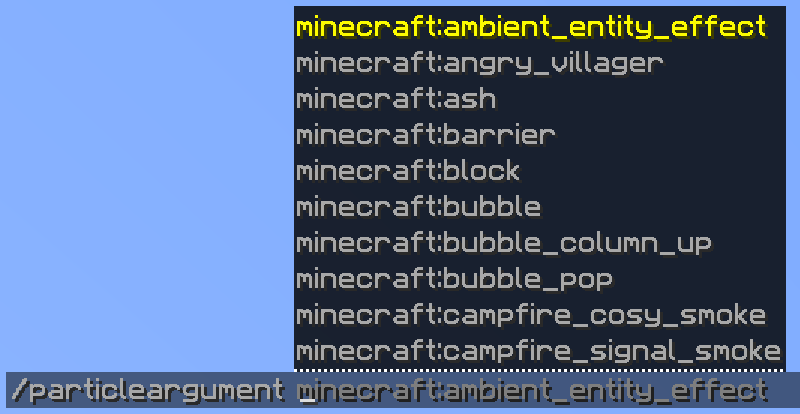 minecraft:ambient_entity_effect
minecraft:angry_villager
minecraft:ash
minecraft:barrier
minecraft:block
minecraft:bubble
minecraft:bubble_column_up
minecraft:bubble_pop
minecraft:campfire_cosy_smoke
minecraft:campfire_signal_smoke
/particleargument minecraft:ambient_entity_effect